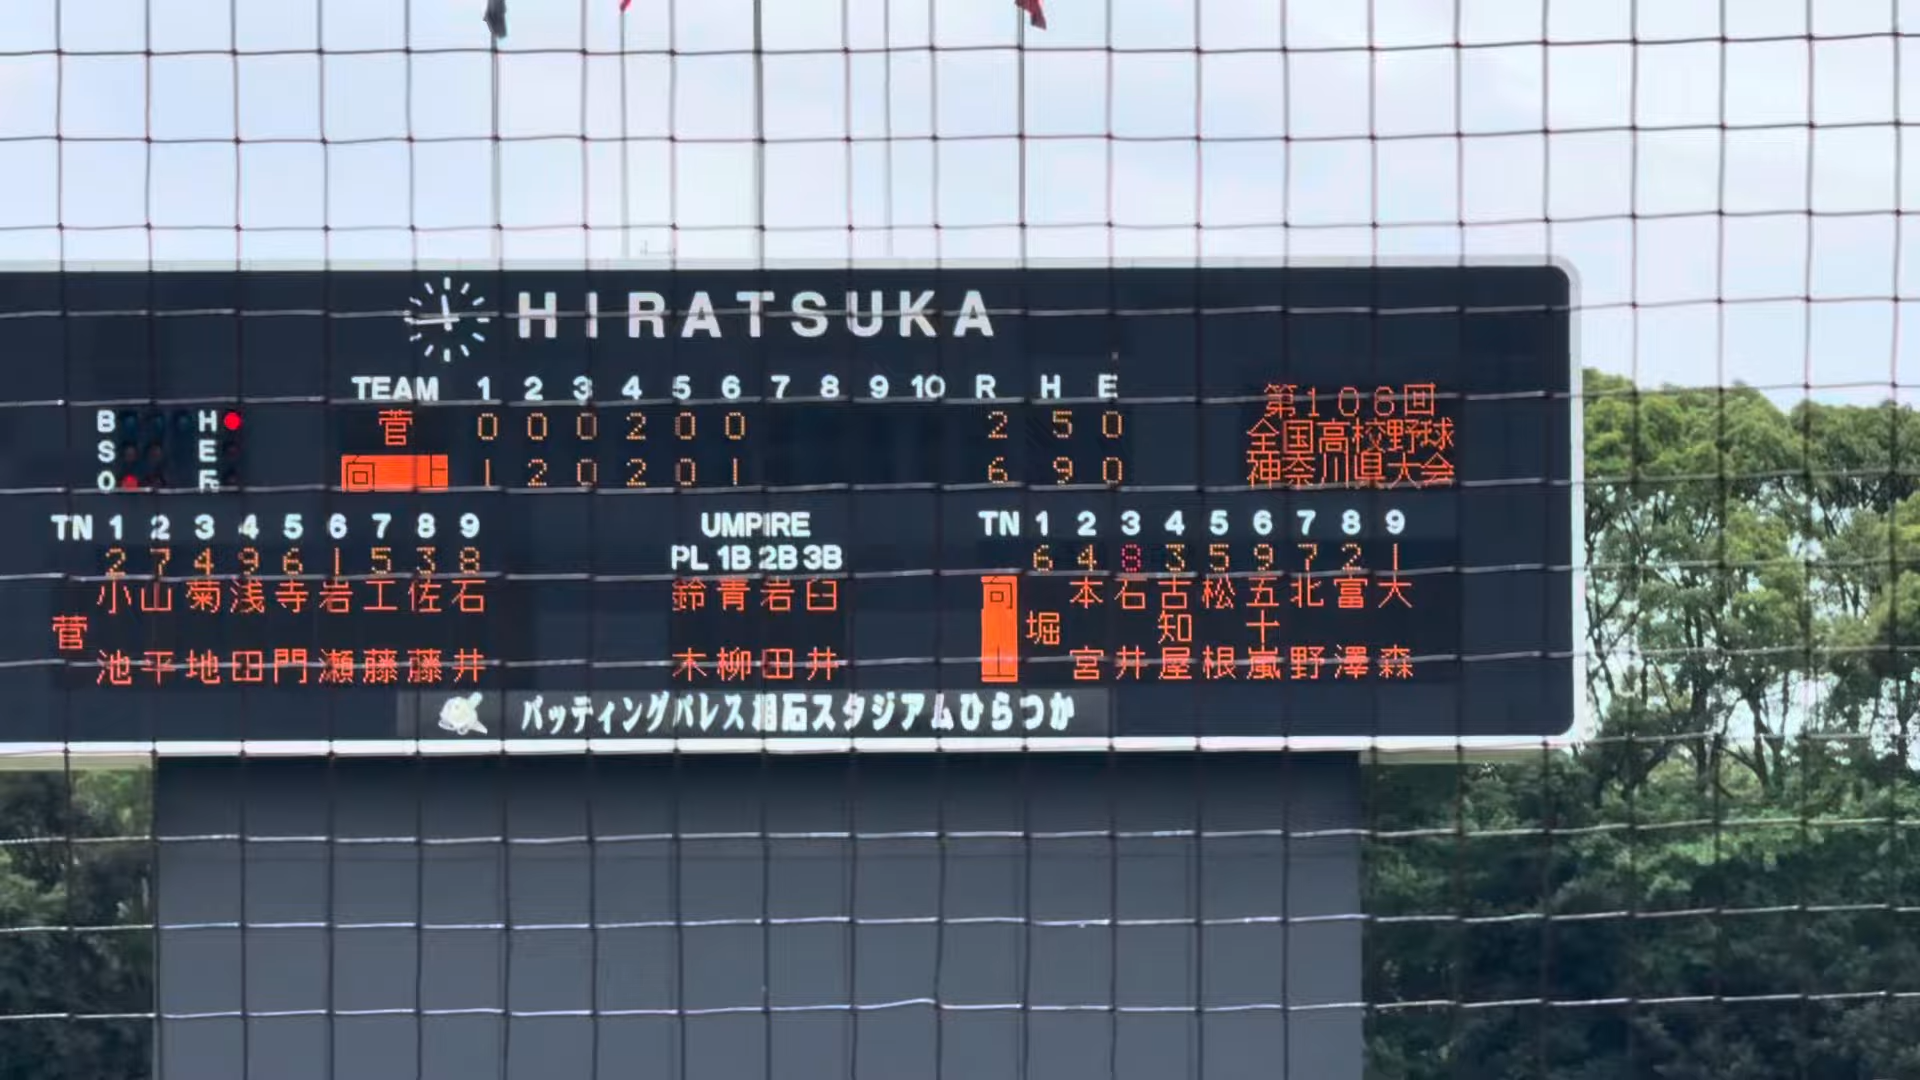 HIRATSUKA
TEAM 1 2 3 4 5 6 7 8 9 10 R H E
菅 0 0 0 2 0 0 2 5 0
向上 1 2 0 2 0 1 6 9 0
B H
S E
O F
第106回
全国高校野球
神奈川県大会
TN 1 2 3 4 5 6 7 8 9
2 7 4 9 6 1 5 3 8
菅 小池 山平 菊地 浅田 寺門 岩瀬 工藤 佐藤 石井
UMPIRE
PL 1B 2B 3B
鈴木 青柳 岩田 臼井
TN 1 2 3 4 5 6 7 8 9
6 4 8 3 5 9 7 2 1
向上 堀 本宮 石井 古知屋 松根 五十嵐 北野 富澤 大森
バッティングパレス相石スタジアムひらつか